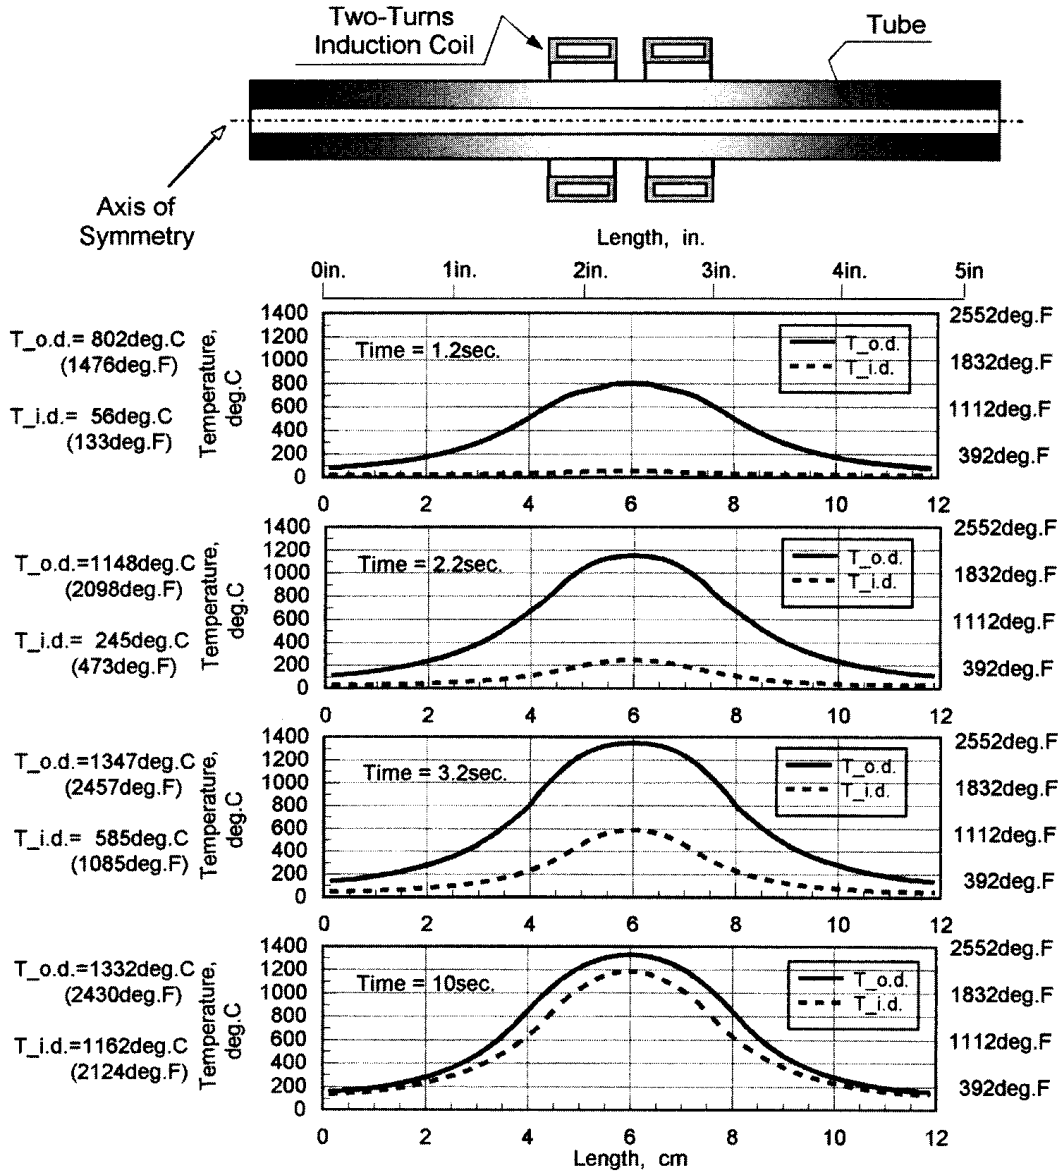 Two-Turns
Induction Coil
Tube
Axis of
Symmetry
Length, in.
0in. 1in. 2in. 3in. 4in. 5in
T_o.d.= 802deg.C
(1476deg.F)
T_i.d.= 56deg.C
(133deg.F)
Temperature,
deg.C
1400
1200
1000
800
600
400
200
0
Time = 1.2sec.
T_o.d.
T_i.d.
2552deg.F
1832deg.F
1112deg.F
392deg.F
0 2 4 6 8 10 12
T_o.d.=1148deg.C
(2098deg.F)
T_i.d.= 245deg.C
(473deg.F)
Temperature,
deg.C
1400
1200
1000
800
600
400
200
0
Time = 2.2sec.
T_o.d.
T_i.d.
2552deg.F
1832deg.F
1112deg.F
392deg.F
0 2 4 6 8 10 12
T_o.d.=1347deg.C
(2457deg.F)
T_i.d.= 585deg.C
(1085deg.F)
Temperature,
deg.C
1400
1200
1000
800
600
400
200
0
Time = 3.2sec.
T_o.d.
T_i.d.
2552deg.F
1832deg.F
1112deg.F
392deg.F
0 2 4 6 8 10 12
T_o.d.=1332deg.C
(2430deg.F)
T_i.d.=1162deg.C
(2124deg.F)
Temperature,
deg.C
1400
1200
1000
800
600
400
200
0
Time = 10sec.
T_o.d.
T_i.d.
2552deg.F
1832deg.F
1112deg.F
392deg.F
0 2 4 6 8 10 12
Length, cm